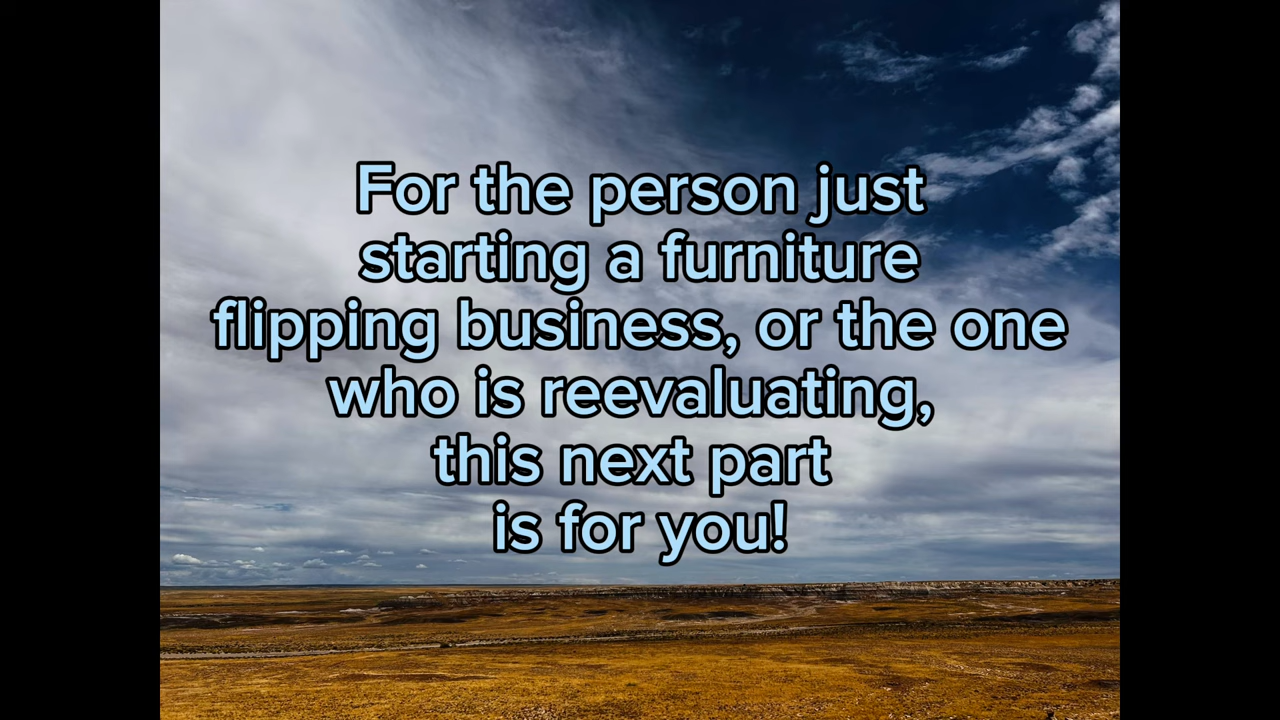 For the person just
starting a furniture
flipping business, or the one
who is reevaluating,
this next part
is for you!